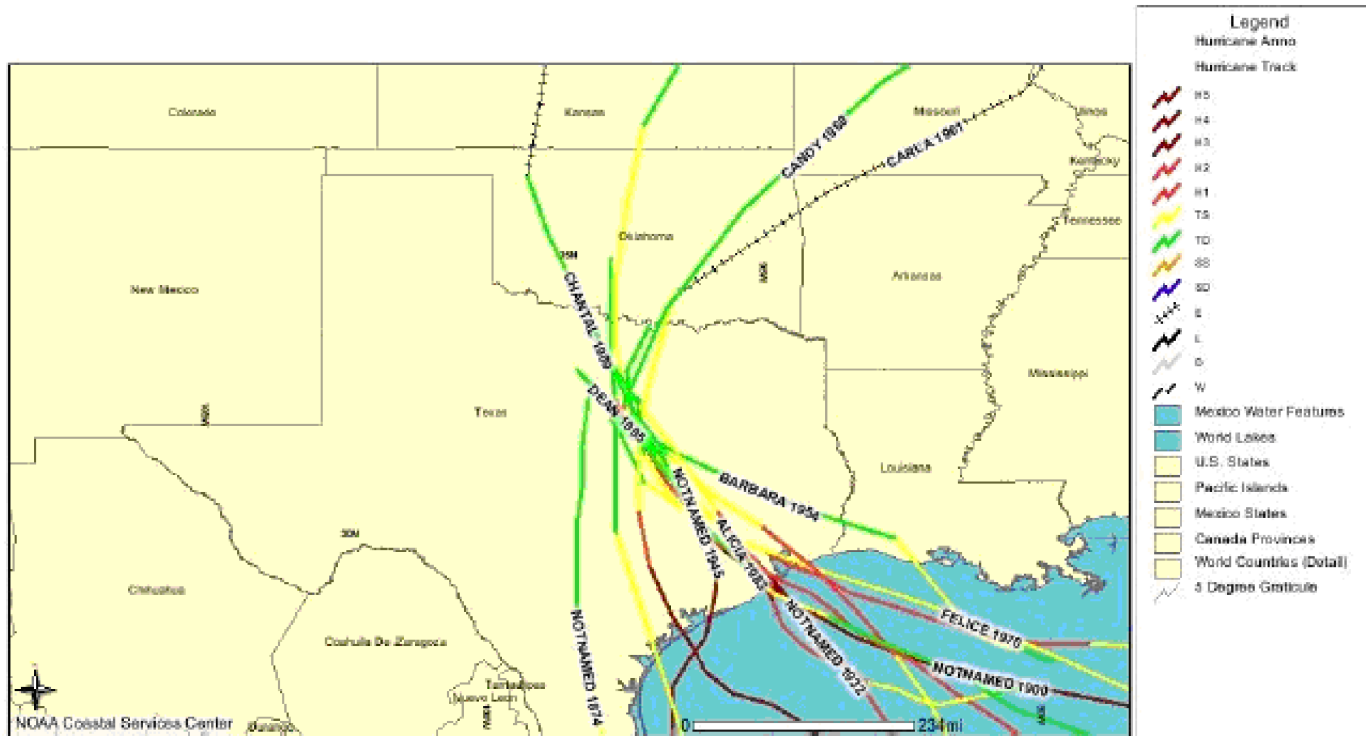 Legend
Hurricane Anno
Hurricane Track
H5
H4
H3
H2
H1
TS
TD
SS
SD
E
L
D
W
Mexico Water Features
World Lakes
U.S. States
Pacific Islands
Mexico States
Canada Provinces
World Countries (Detail)
5 Degree Graticule
Colorado
Kansas
Missouri
Illinois
Kentucky
Tennessee
CARLA 1961
Oklahoma
35N
New Mexico
Arkansas
CHANTAL 1989
Mississippi
Texas
DEAN 1995
Louisiana
NOTNAMED 1945
BARBARA 1954
ALICIA 1983
30N
Chihuahua
Coahuila De Zaragoza
NOTNAMED 1874
NOTNAMED 1932
FELICE 1970
NOTNAMED 1900
Tamaulipas
Nuevo Leon
Durango
NOAA Coastal Services Center
0
234mi